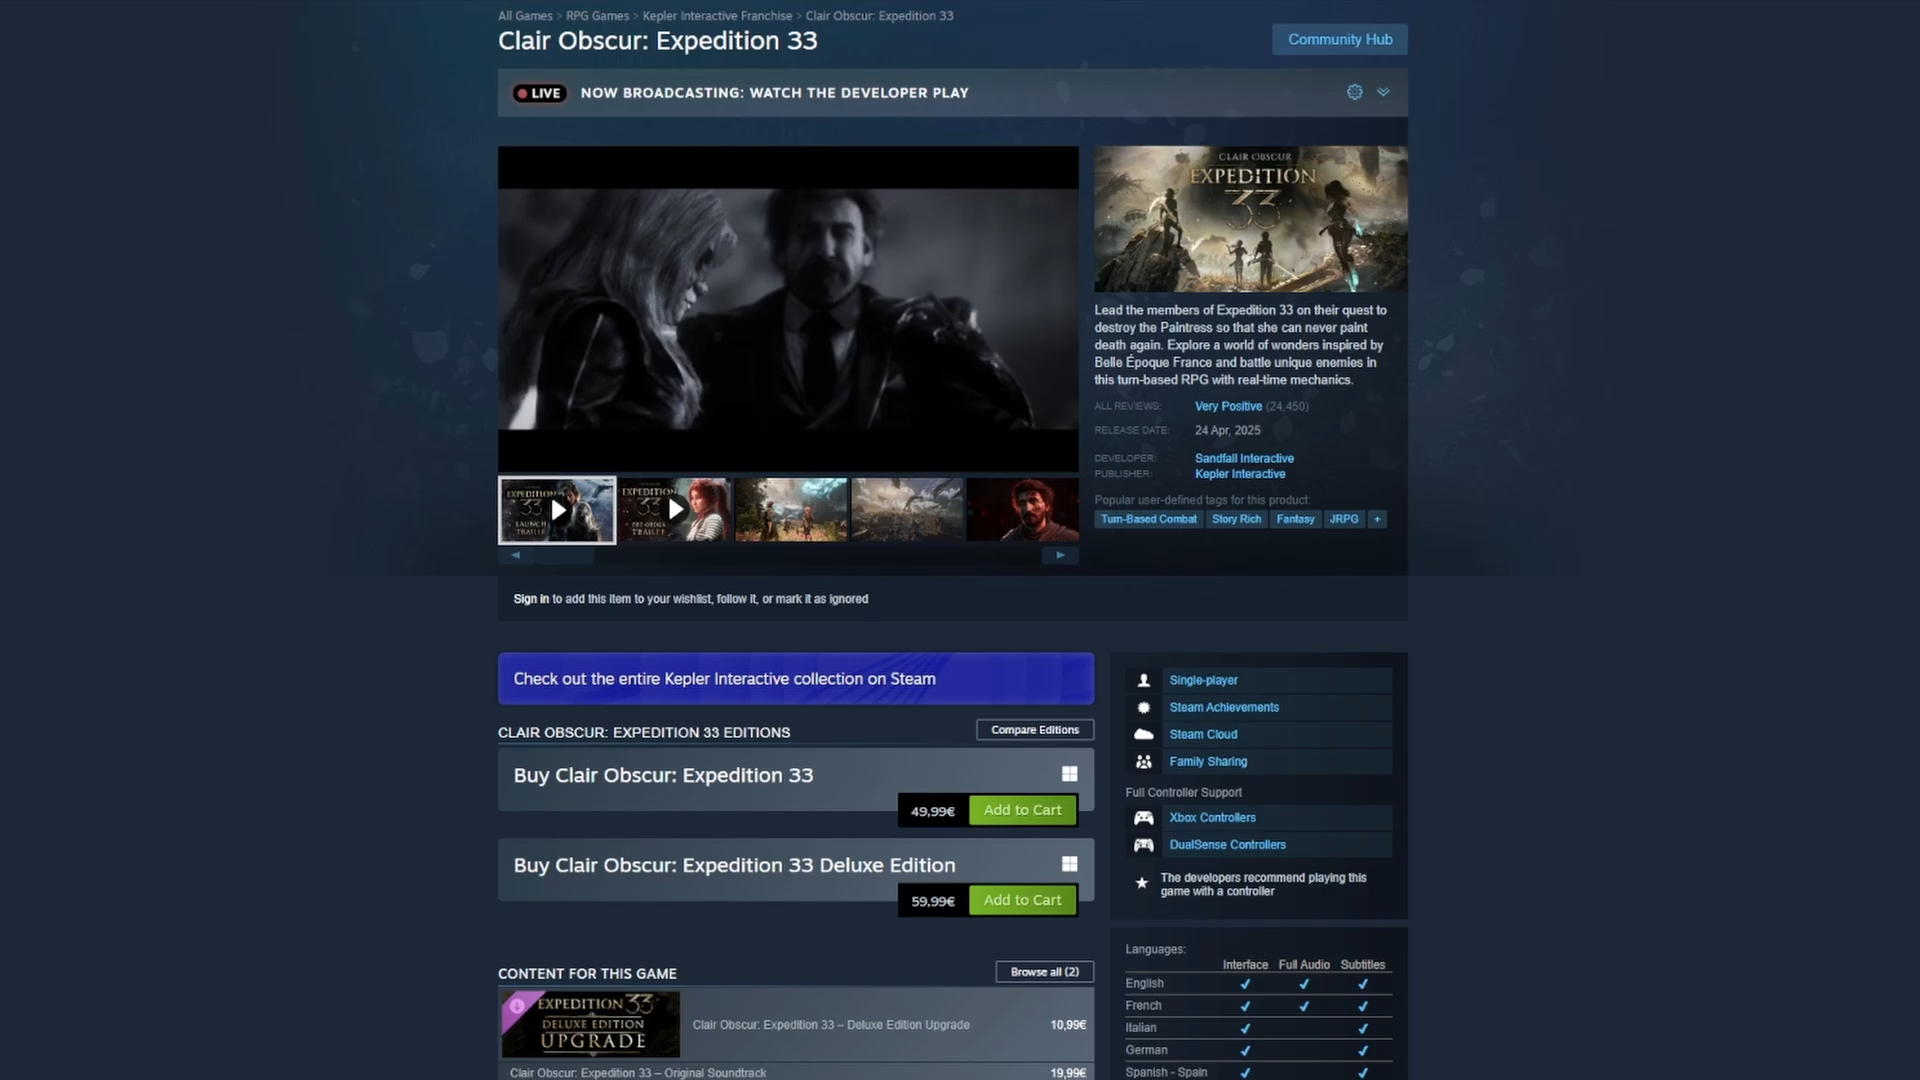 All Games > RPG Games > Kepler Interactive Franchise > Clair Obscur: Expedition 33
Clair Obscur: Expedition 33
Community Hub
LIVE NOW BROADCASTING: WATCH THE DEVELOPER PLAY
CLAIR OBSCUR
EXPEDITION
33
Lead the members of Expedition 33 on their quest to
destroy the Paintress so that she can never paint
death again. Explore a world of wonders inspired by
Belle Époque France and battle unique enemies in
this turn-based RPG with real-time mechanics.
ALL REVIEWS: Very Positive (24,450)
RELEASE DATE: 24 Apr, 2025
DEVELOPER: Sandfall Interactive
PUBLISHER: Kepler Interactive
Popular user-defined tags for this product:
Turn-Based Combat Story Rich Fantasy JRPG +
EXPEDITION
33
LAUNCH
TRAILER
EXPEDITION
33
PRE-ORDER
TRAILER
Sign in to add this item to your wishlist, follow it, or mark it as ignored
Check out the entire Kepler Interactive collection on Steam
CLAIR OBSCUR: EXPEDITION 33 EDITIONS
Compare Editions
Buy Clair Obscur: Expedition 33
49,99€ Add to Cart
Buy Clair Obscur: Expedition 33 Deluxe Edition
59,99€ Add to Cart
CONTENT FOR THIS GAME
Browse all (2)
EXPEDITION 33
DELUXE EDITION
UPGRADE
Clair Obscur: Expedition 33 – Deluxe Edition Upgrade 10,99€
Clair Obscur: Expedition 33 – Original Soundtrack 19,99€
Single-player
Steam Achievements
Steam Cloud
Family Sharing
Full Controller Support
Xbox Controllers
DualSense Controllers
The developers recommend playing this
game with a controller
Languages:
Interface Full Audio Subtitles
English ✔ ✔ ✔
French ✔ ✔ ✔
Italian ✔ ✔
German ✔ ✔
Spanish - Spain ✔ ✔